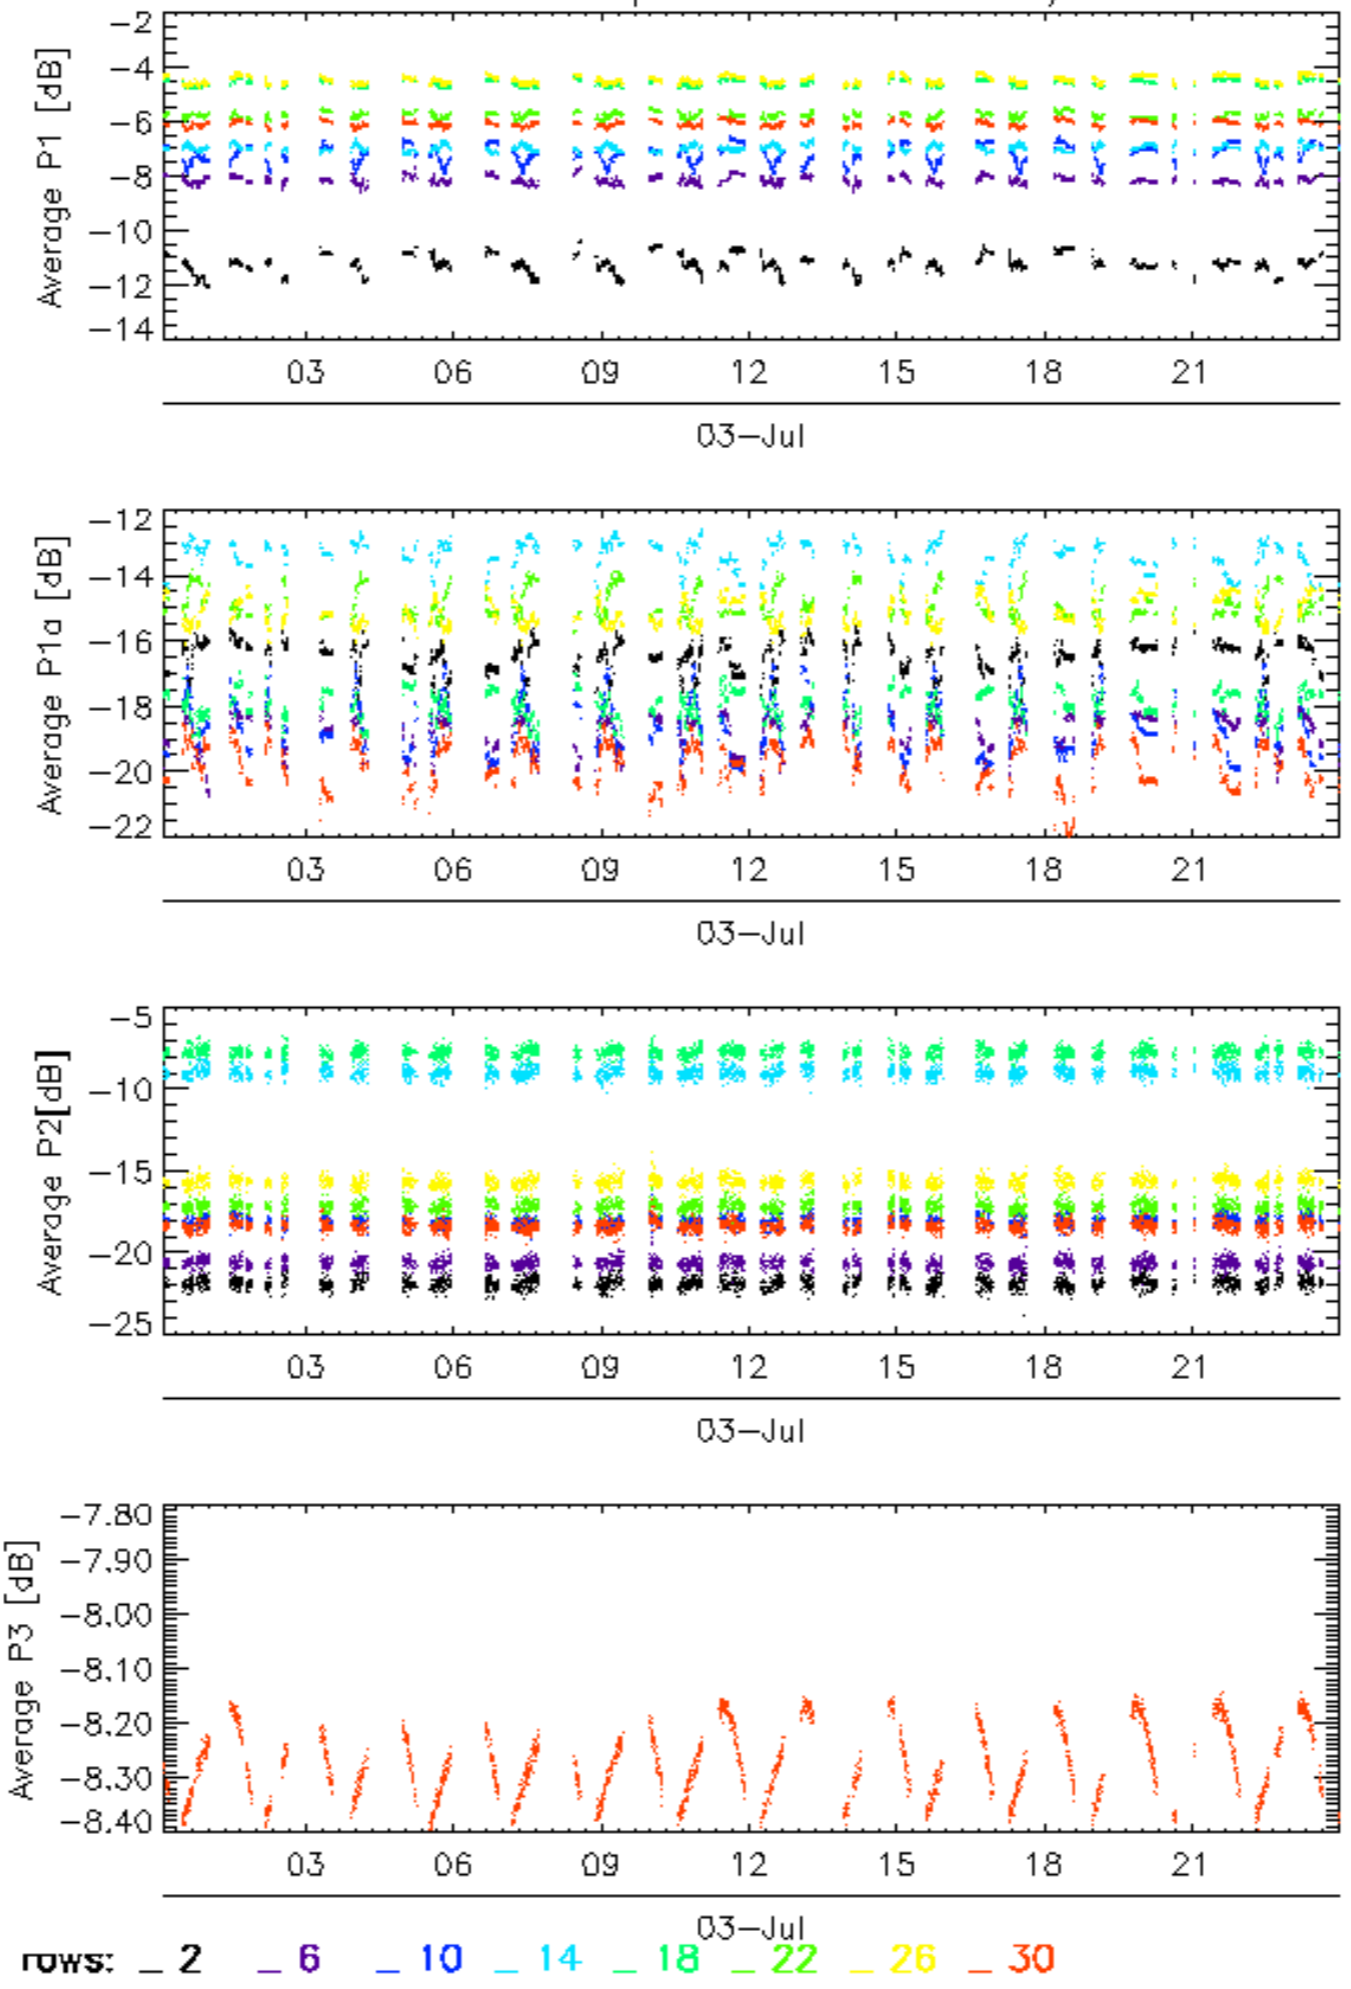 Average P1 [dB]
−2
−4
−6
−8
−10
−12
−14
03 06 09 12 15 18 21
03−Jul
Average P1a [dB]
−12
−14
−16
−18
−20
−22
03 06 09 12 15 18 21
03−Jul
Average P2[dB]
−5
−10
−15
−20
−25
03 06 09 12 15 18 21
03−Jul
Average P3 [dB]
−7.80
−7.90
−8.00
−8.10
−8.20
−8.30
−8.40
03 06 09 12 15 18 21
03−Jul
rows: _ 2 _ 6 _ 10 _ 14 _ 18 _ 22 _ 26 _ 30